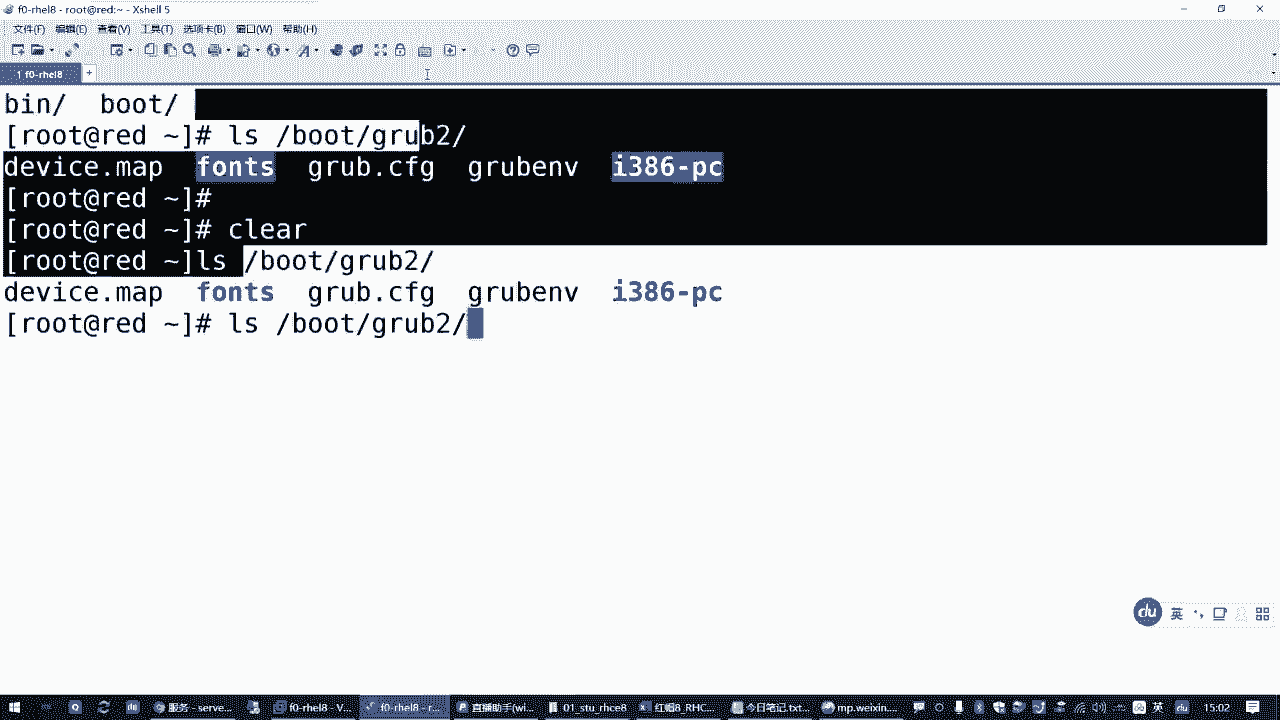 f0-rhel8 - root@red:~ - Xshell 5
文件(F) 编辑(E) 查看(V) 工具(T) 选项卡(B) 窗口(W) 帮助(H)
1 f0-rhel8 +
bin/ boot/
[root@red ~]# ls /boot/grub2/
device.map fonts grub.cfg grubenv i386-pc
[root@red ~]#
[root@red ~]# clear
[root@red ~]ls /boot/grub2/
device.map fonts grub.cfg grubenv i386-pc
[root@red ~]# ls /boot/grub2/
du 英
服务 - serve... f0-rhel8 - V... f0-rhel8 - r... 直播助手(wi... 01_stu_rhce8 红帽8_RHC... 今日笔记.txt... mp.weixin.... 英 du 15:02